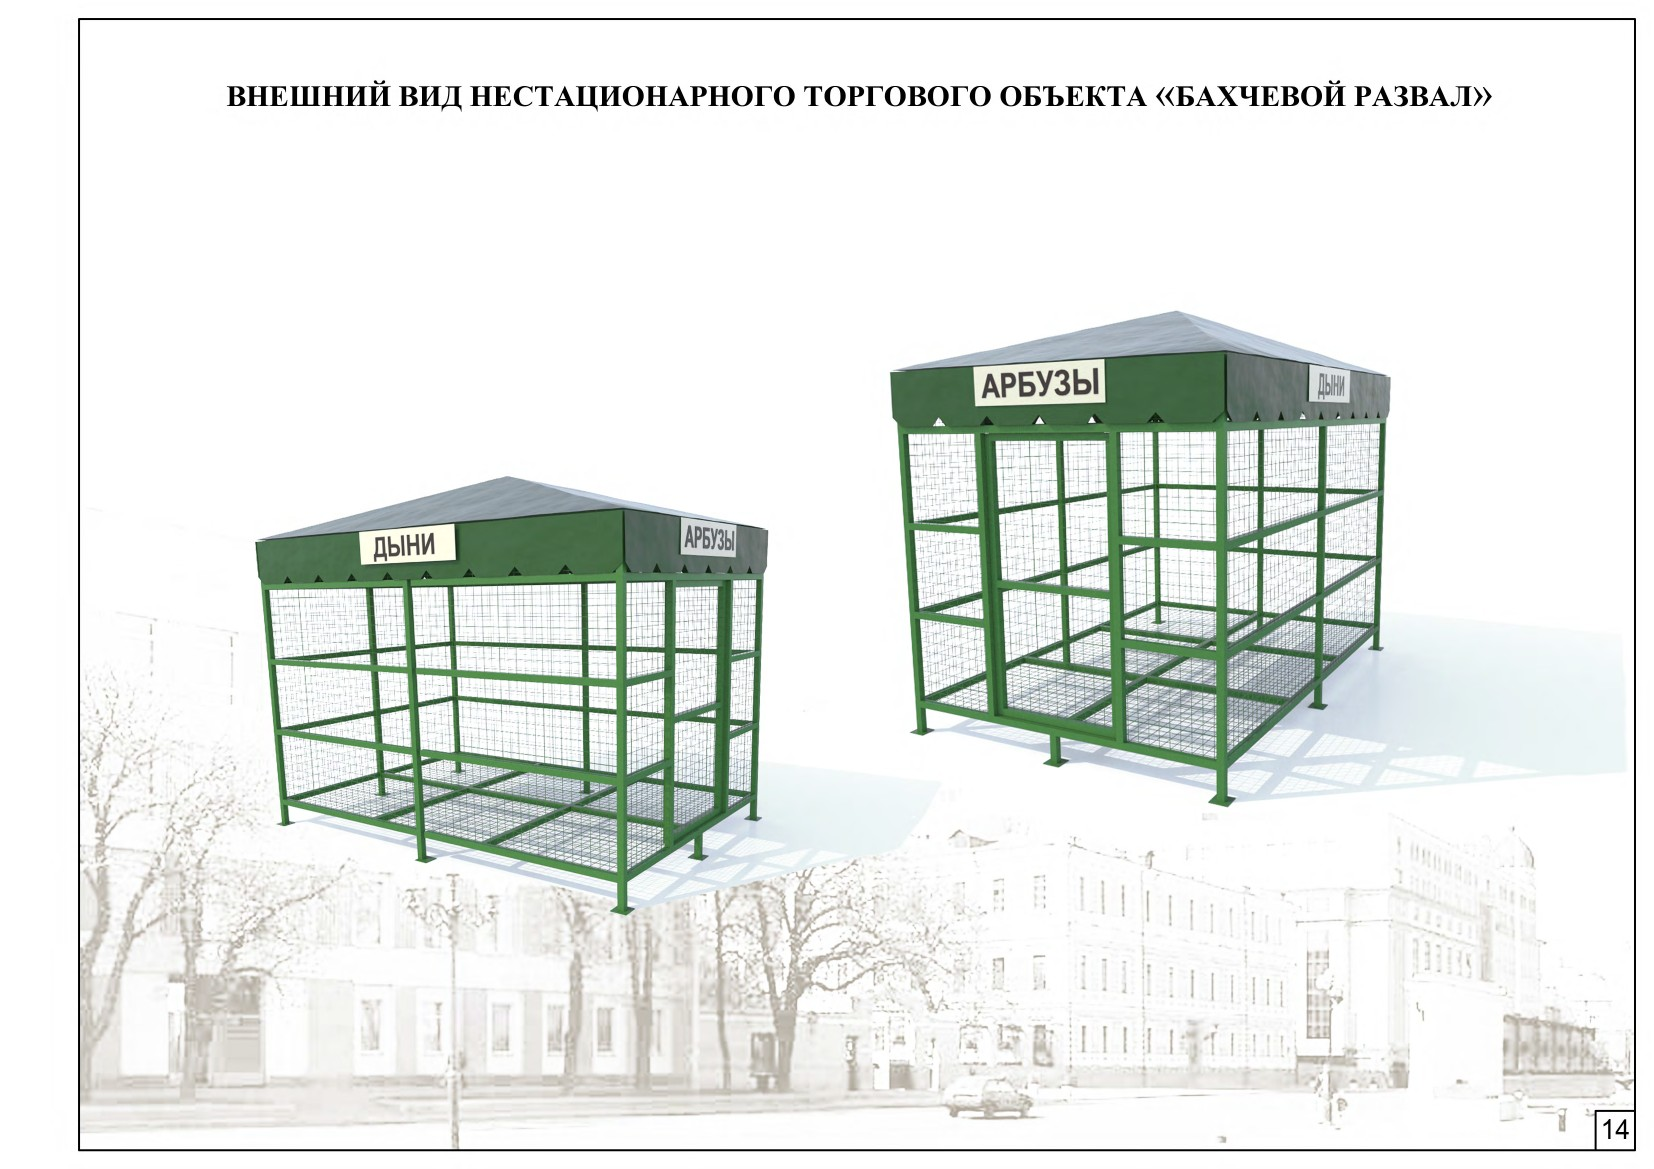 ВНЕШНИЙ ВИД НЕСТАЦИОНАРНОГО ТОРГОВОГО ОБЪЕКТА «БАХЧЕВОЙ РАЗВАЛ»
АРБУЗЫ
ДЫНИ
ДЫНИ
АРБУЗЫ
14